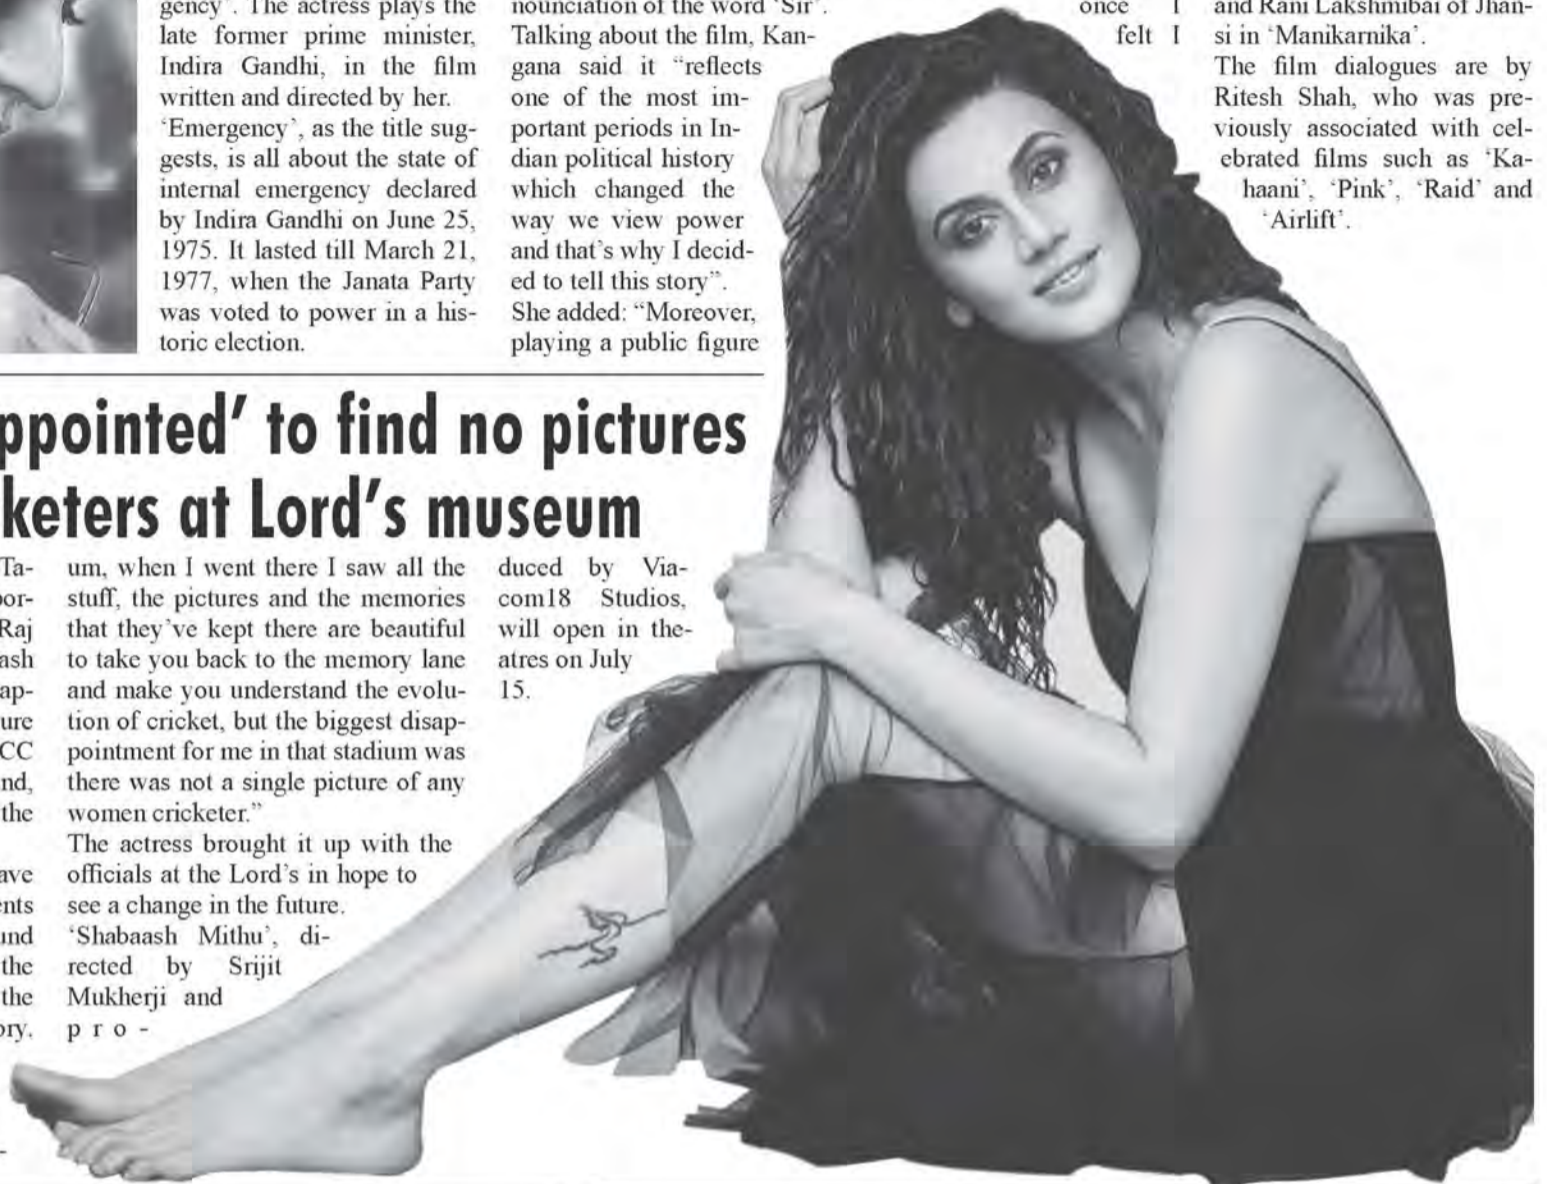 gency'. The actress plays the
late former prime minister,
Indira Gandhi, in the film
written and directed by her.
'Emergency', as the title sug-
gests, is all about the state of
internal emergency declared
by Indira Gandhi on June 25,
1975. It lasted till March 21,
1977, when the Janata Party
was voted to power in a his-
toric election.
nounciation of the word 'Sir'.
Talking about the film, Kan-
gana said it "reflects
one of the most im-
portant periods in In-
dian political history
which changed the
way we view power
and that's why I decid-
ed to tell this story".
She added: "Moreover,
playing a public figure
once I
felt I
and Rani Lakshmibai of Jhan-
si in 'Manikarnika'.
The film dialogues are by
Ritesh Shah, who was pre-
viously associated with cel-
ebrated films such as 'Ka-
haani', 'Pink', 'Raid' and
'Airlift'.
ppointed' to find no pictures
keters at Lord's museum
Ta-
por-
Raj
ash
ap-
ure
CC
nd,
the
ave
ents
und
the
the
ory.
um, when I went there I saw all the
stuff, the pictures and the memories
that they've kept there are beautiful
to take you back to the memory lane
and make you understand the evolu-
tion of cricket, but the biggest disap-
pointment for me in that stadium was
there was not a single picture of any
women cricketer."
The actress brought it up with the
officials at the Lord's in hope to
see a change in the future.
'Shabaash Mithu', di-
rected by Srijit
Mukherji and
pro-
duced by Via-
com18 Studios,
will open in the-
atres on July
15.